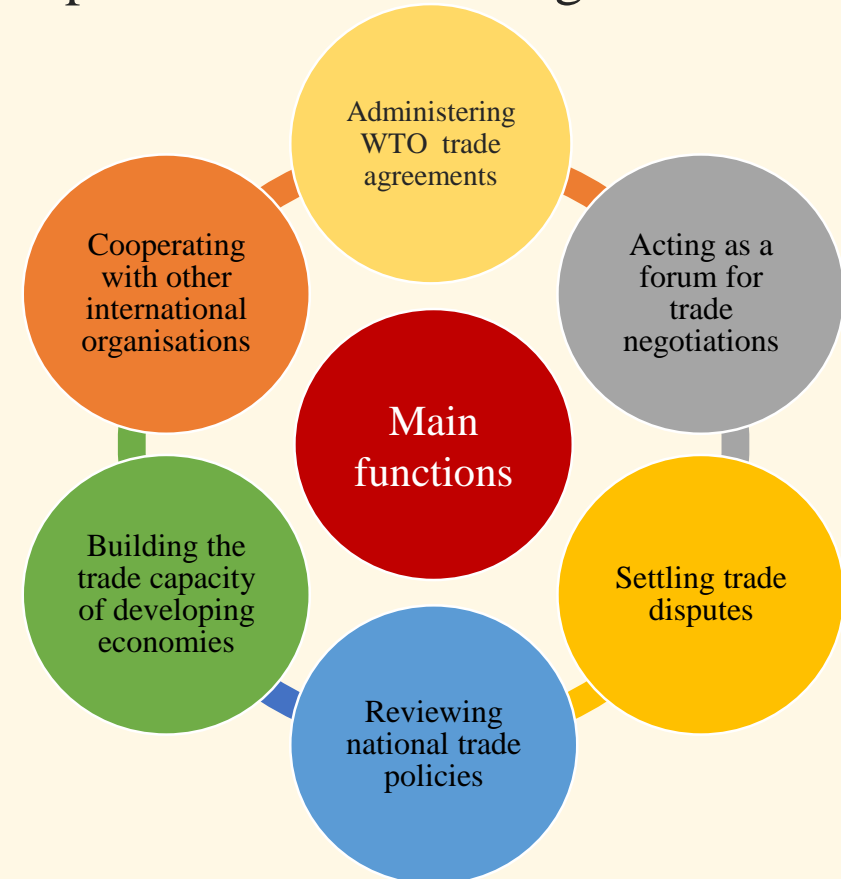 Administering
WTO trade
agreements
Acting as a
forum for
trade
negotiations
Settling trade
disputes
Reviewing
national trade
policies
Building the
trade capacity
of developing
economies
Cooperating
with other
international
organisations
Main
functions